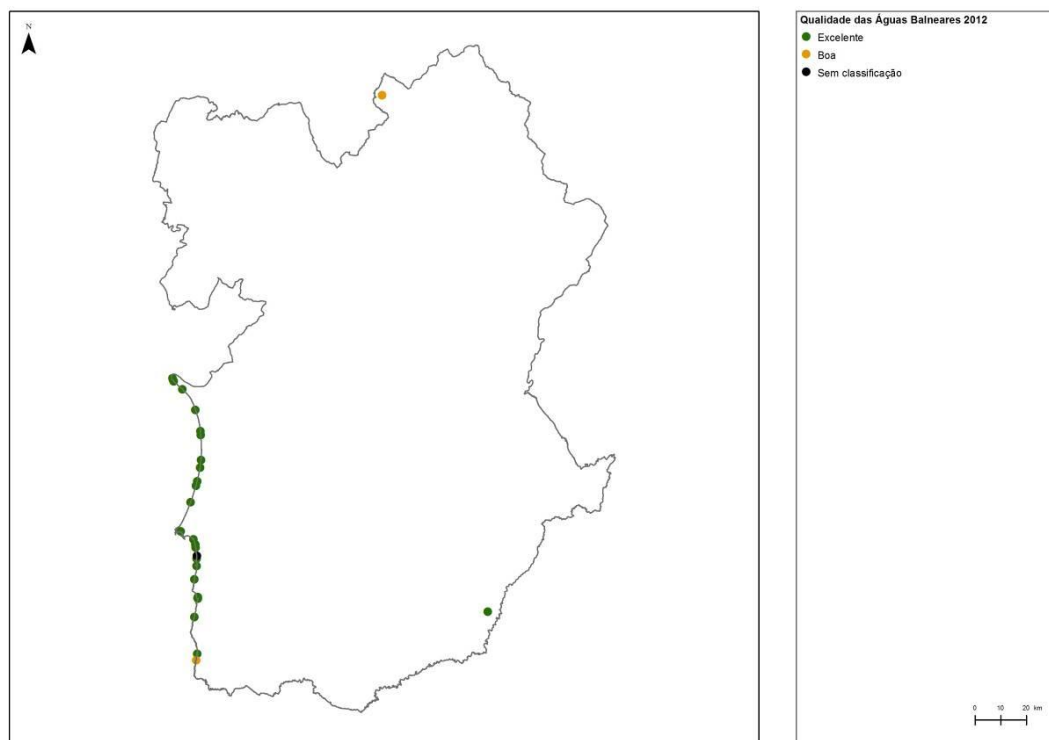 N
Qualidade das Águas Balneares 2012
Excelente
Boa
Sem classificação
0 10 20 km